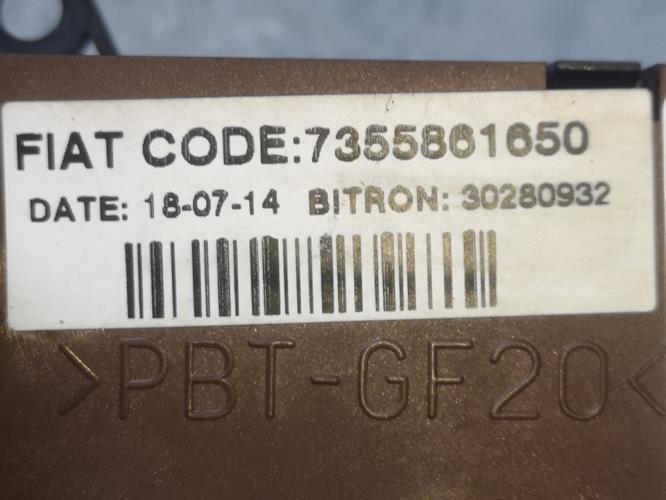 FIAT CODE:7355861650
DATE: 18-07-14 BITRON: 30280932
>PBT-GF20<